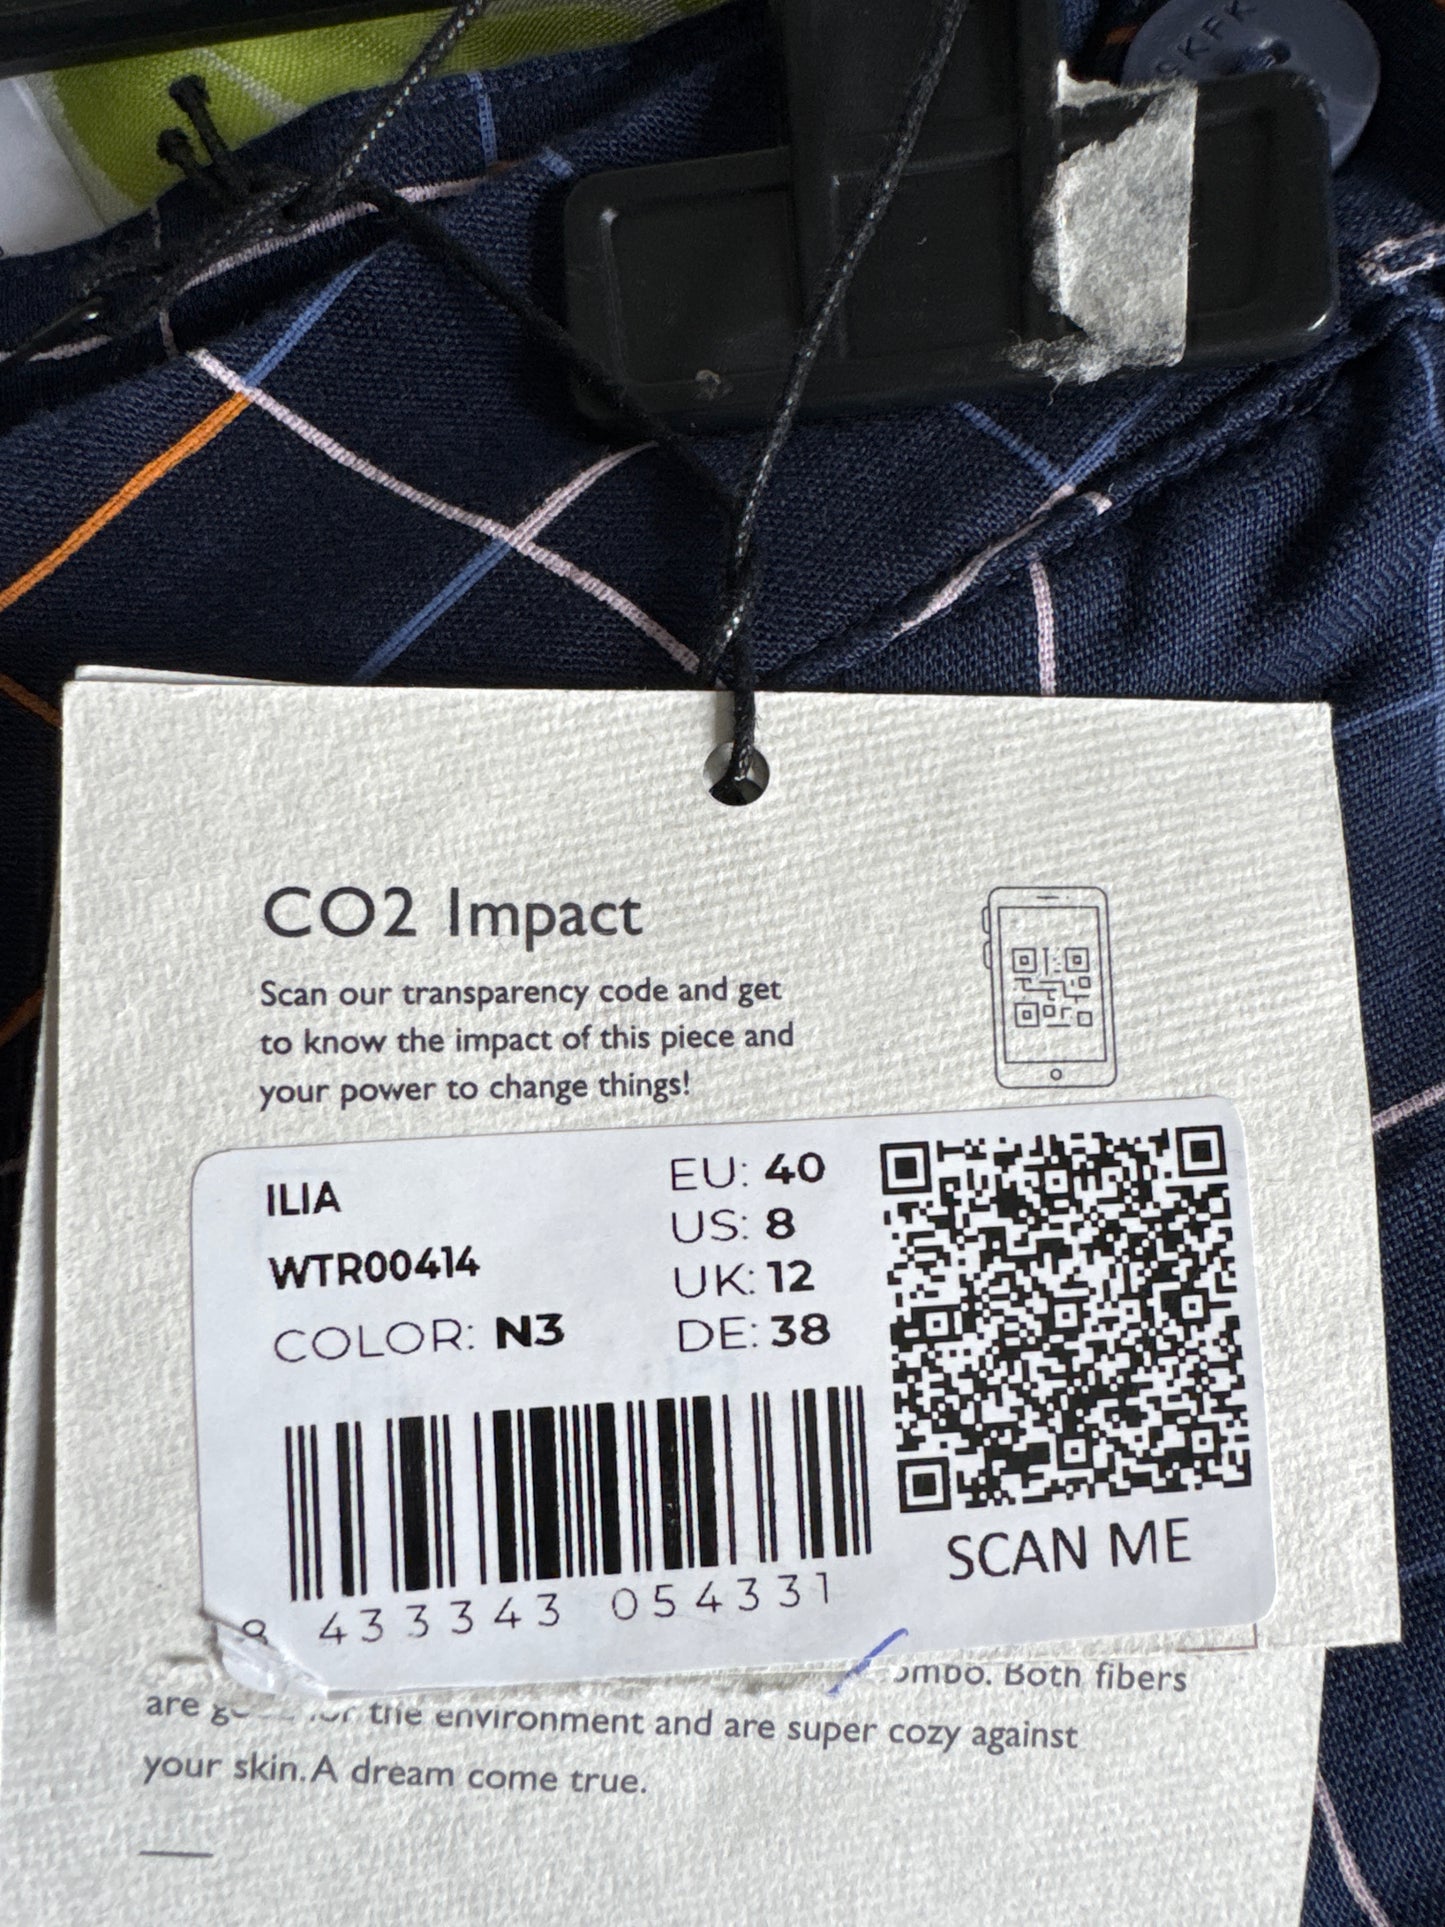 CO2 Impact
Scan our transparency code and get
to know the impact of this piece and
your power to change things!
ILIA
WTR00414
COLOR: N3
EU: 40
US: 8
UK: 12
DE: 38
8 433343 054331
SCAN ME
Both fibers
are for the environment and are super cozy against
your skin. A dream come true.